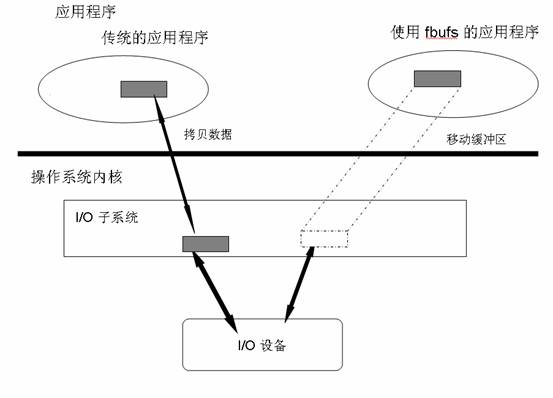 应用程序
传统的应用程序
使用 fbufs 的应用程序
拷贝数据
移动缓冲区
操作系统内核
I/O 子系统
I/O 设备